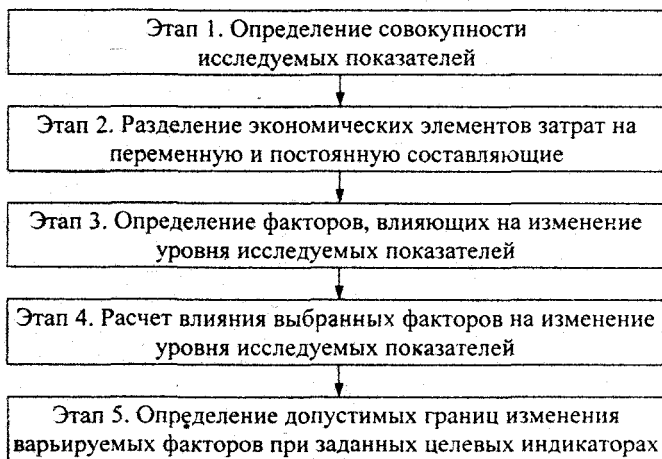 Этап 1. Определение совокупности
исследуемых показателей
Этап 2. Разделение экономических элементов затрат на
переменную и постоянную составляющие
Этап 3. Определение факторов, влияющих на изменение
уровня исследуемых показателей
Этап 4. Расчет влияния выбранных факторов на изменение
уровня исследуемых показателей
Этап 5. Определение допустимых границ изменения
варьируемых факторов при заданных целевых индикаторах